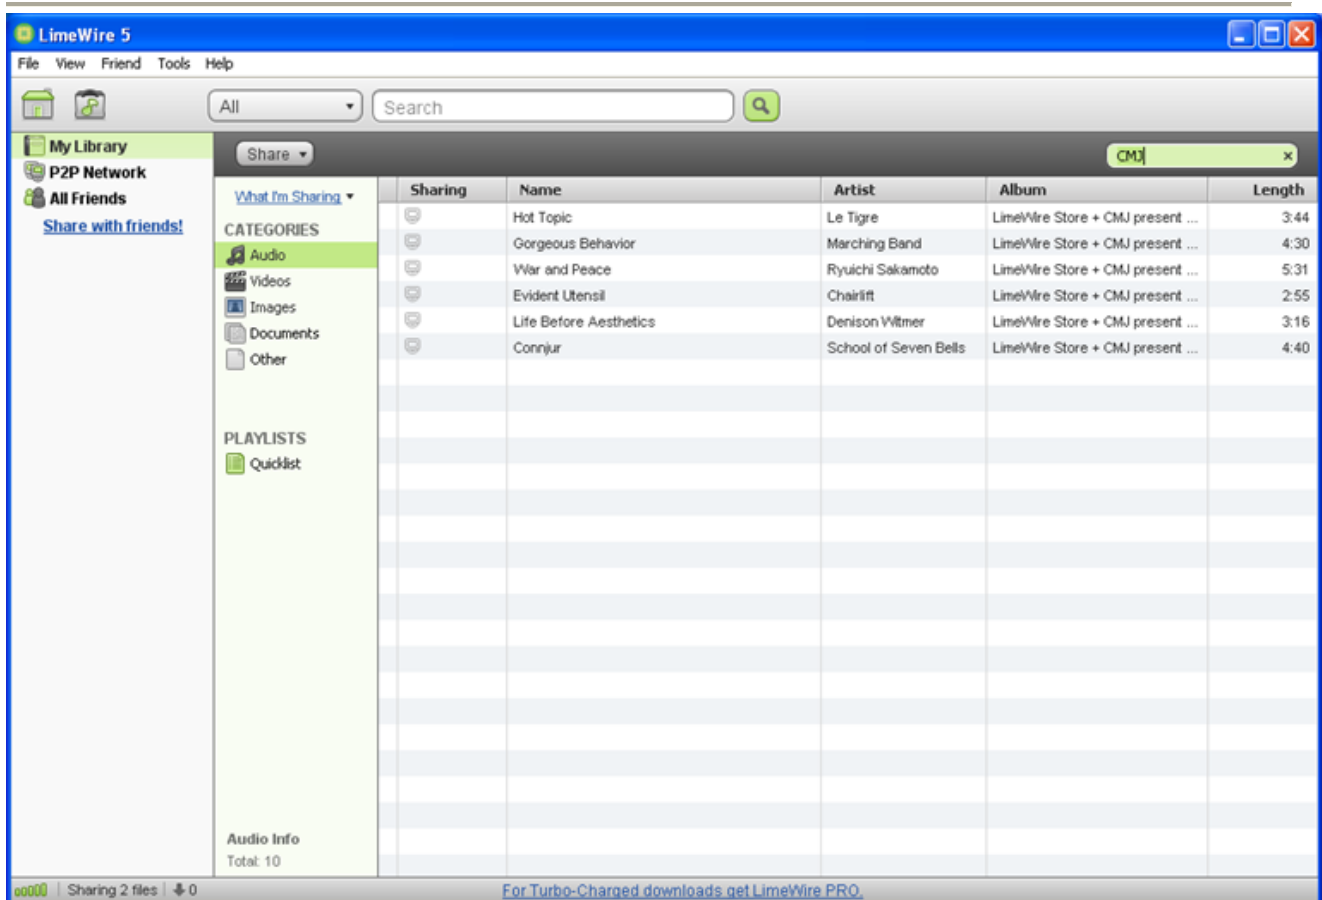 LimeWire 5
File View Friend Tools Help
All Search
My Library
P2P Network
All Friends
Share with friends!
Share CMJ
What I'm Sharing
CATEGORIES
Audio
Videos
Images
Documents
Other
PLAYLISTS
Quicklist
Audio Info
Total: 10
Sharing Name Artist Album Length
Hot Topic Le Tigre LimeWire Store + CMJ present ... 3:44
Gorgeous Behavior Marching Band LimeWire Store + CMJ present ... 4:30
War and Peace Ryuichi Sakamoto LimeWire Store + CMJ present ... 5:31
Evident Utensil Chairlift LimeWire Store + CMJ present ... 2:55
Life Before Aesthetics Denison Witmer LimeWire Store + CMJ present ... 3:16
Connjur School of Seven Bells LimeWire Store + CMJ present ... 4:40
Sharing 2 files 0 For Turbo-Charged downloads get LimeWire PRO.